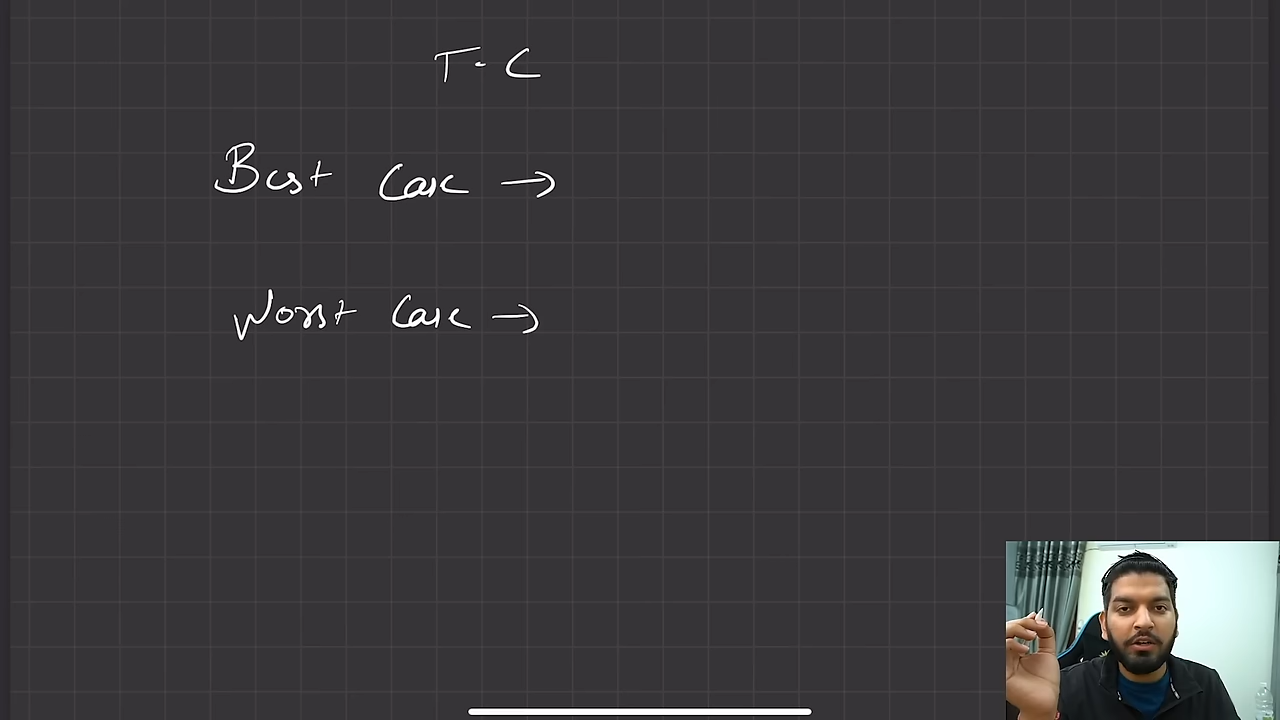 T. C
Best Case →
Worst Case →